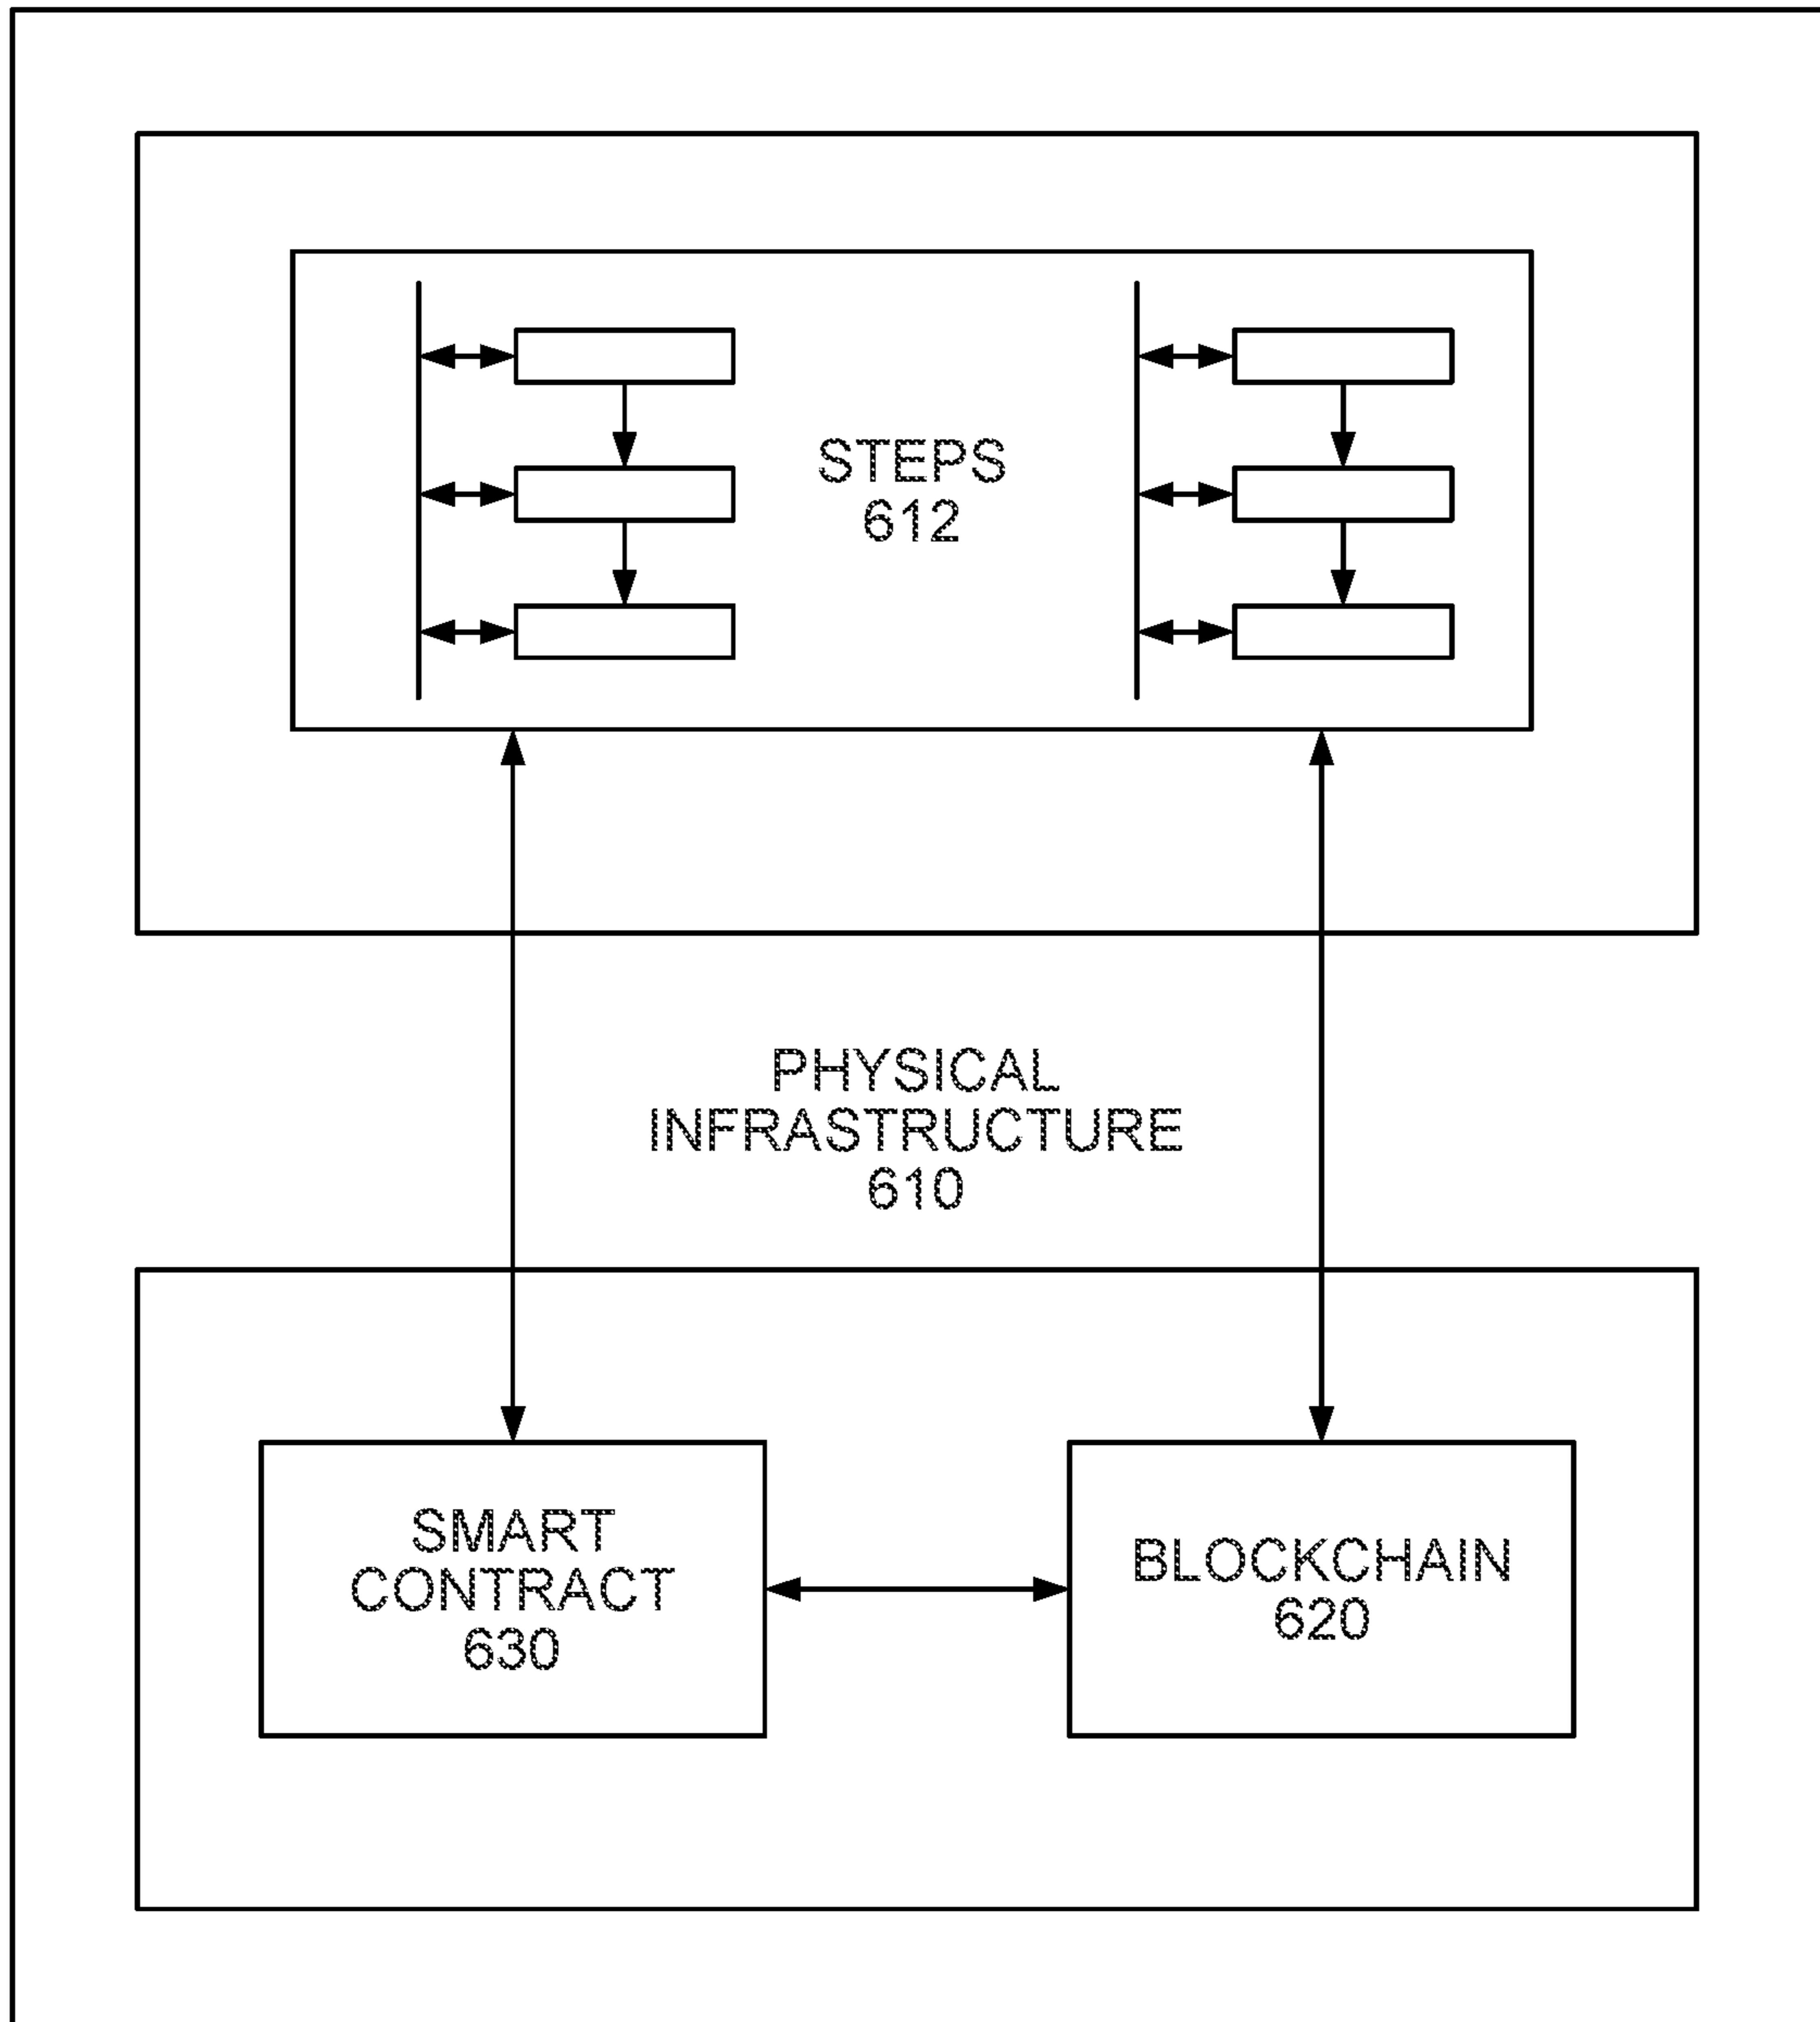 STEPS
612
PHYSICAL
INFRASTRUCTURE
610
SMART
CONTRACT
630
BLOCKCHAIN
620